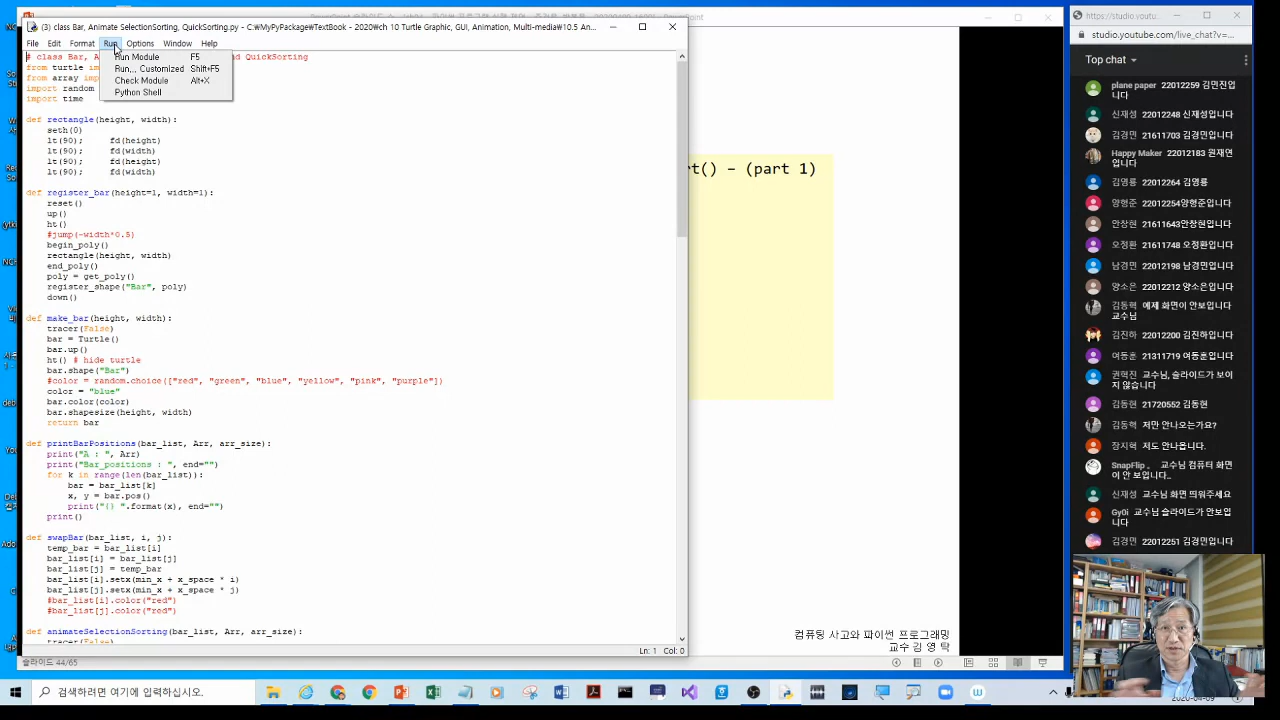 (3) class Bar, Animate SelectionSorting, QuickSorting.py - C:₩MyPyPackage₩TextBook - 2020₩ch 10 Turtle Graphic, GUI, Animation, Multi-media₩10.5 An...
File Edit Format Run Options Window Help
Run Module F5
Run... Customized Shift+F5
Check Module Alt+X
Python Shell
# class Bar, A nd QuickSorting
from turtle im
from array imp
import random
import time
def rectangle(height, width):
seth(0)
lt(90); fd(height)
lt(90); fd(width)
lt(90); fd(height)
lt(90); fd(width)
def register_bar(height=1, width=1):
reset()
up()
ht()
#jump(-width*0.5)
begin_poly()
rectangle(height, width)
end_poly()
poly = get_poly()
register_shape("Bar", poly)
down()
def make_bar(height, width):
tracer(False)
bar = Turtle()
bar.up()
ht() # hide turtle
bar.shape("Bar")
#color = random.choice(["red", "green", "blue", "yellow", "pink", "purple"])
color = "blue"
bar.color(color)
bar.shapesize(height, width)
return bar
def printBarPositions(bar_list, Arr, arr_size):
print("A : ", Arr)
print("Bar_positions : ", end="")
for k in range(len(bar_list)):
bar = bar_list[k]
x, y = bar.pos()
print("{} ".format(x), end="")
print()
def swapBar(bar_list, i, j):
temp_bar = bar_list[i]
bar_list[i] = bar_list[j]
bar_list[j] = temp_bar
bar_list[i].setx(min_x + x_space * i)
bar_list[j].setx(min_x + x_space * j)
#bar_list[i].color("red")
#bar_list[j].color("red")
def animateSelectionSorting(bar_list, Arr, arr_size):
tracer(False)
Ln: 1 Col: 0
rt() – (part 1)
컴퓨팅 사고와 파이썬 프로그래밍
교수 김 영 탁
슬라이드 44/65
https://studio.youtu...
studio.youtube.com/live_chat?v=...
Top chat
plane paper 22012259 김민진입
니다
신재성 22012248 신재성입니다
김경민 21611703 김경민입니다
Happy Maker 22012183 원재연
입니다
김영룡 22012264 김영룡
양형준 22012254양형준입니다
안창현 21611643안창현입니다
오정환 21611748 오정환입니다
남경민 22012198 남경민입니다
양소은 22012212 양소은입니다
김동혁 예제 화면이 안보입니다
교수님
김진하 22012200 김진하입니다
여동훈 21311719 여동훈입니다
권혁진 교수님, 슬라이드가 보이
지 않습니다
김동현 21720552 김동현
김동혁 저만 안나오는가요?
장지혁 저도 안나옵니다.
SnapFlip 。 교수님 컴퓨터 화면
이 안 보입니다..
신재성 교수님 화면 띄워주세요
Gy0i 교수님 슬라이드가 안보입
니다
김경민 22012251 김경민입니다
검색하려면 여기에 입력하십시오.
2020-04-09